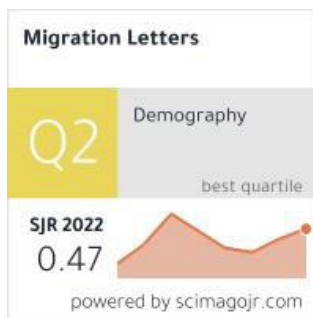 Migration Letters
Q2
Demography
best quartile
SJR 2022
0.47
powered by scimagojr.com